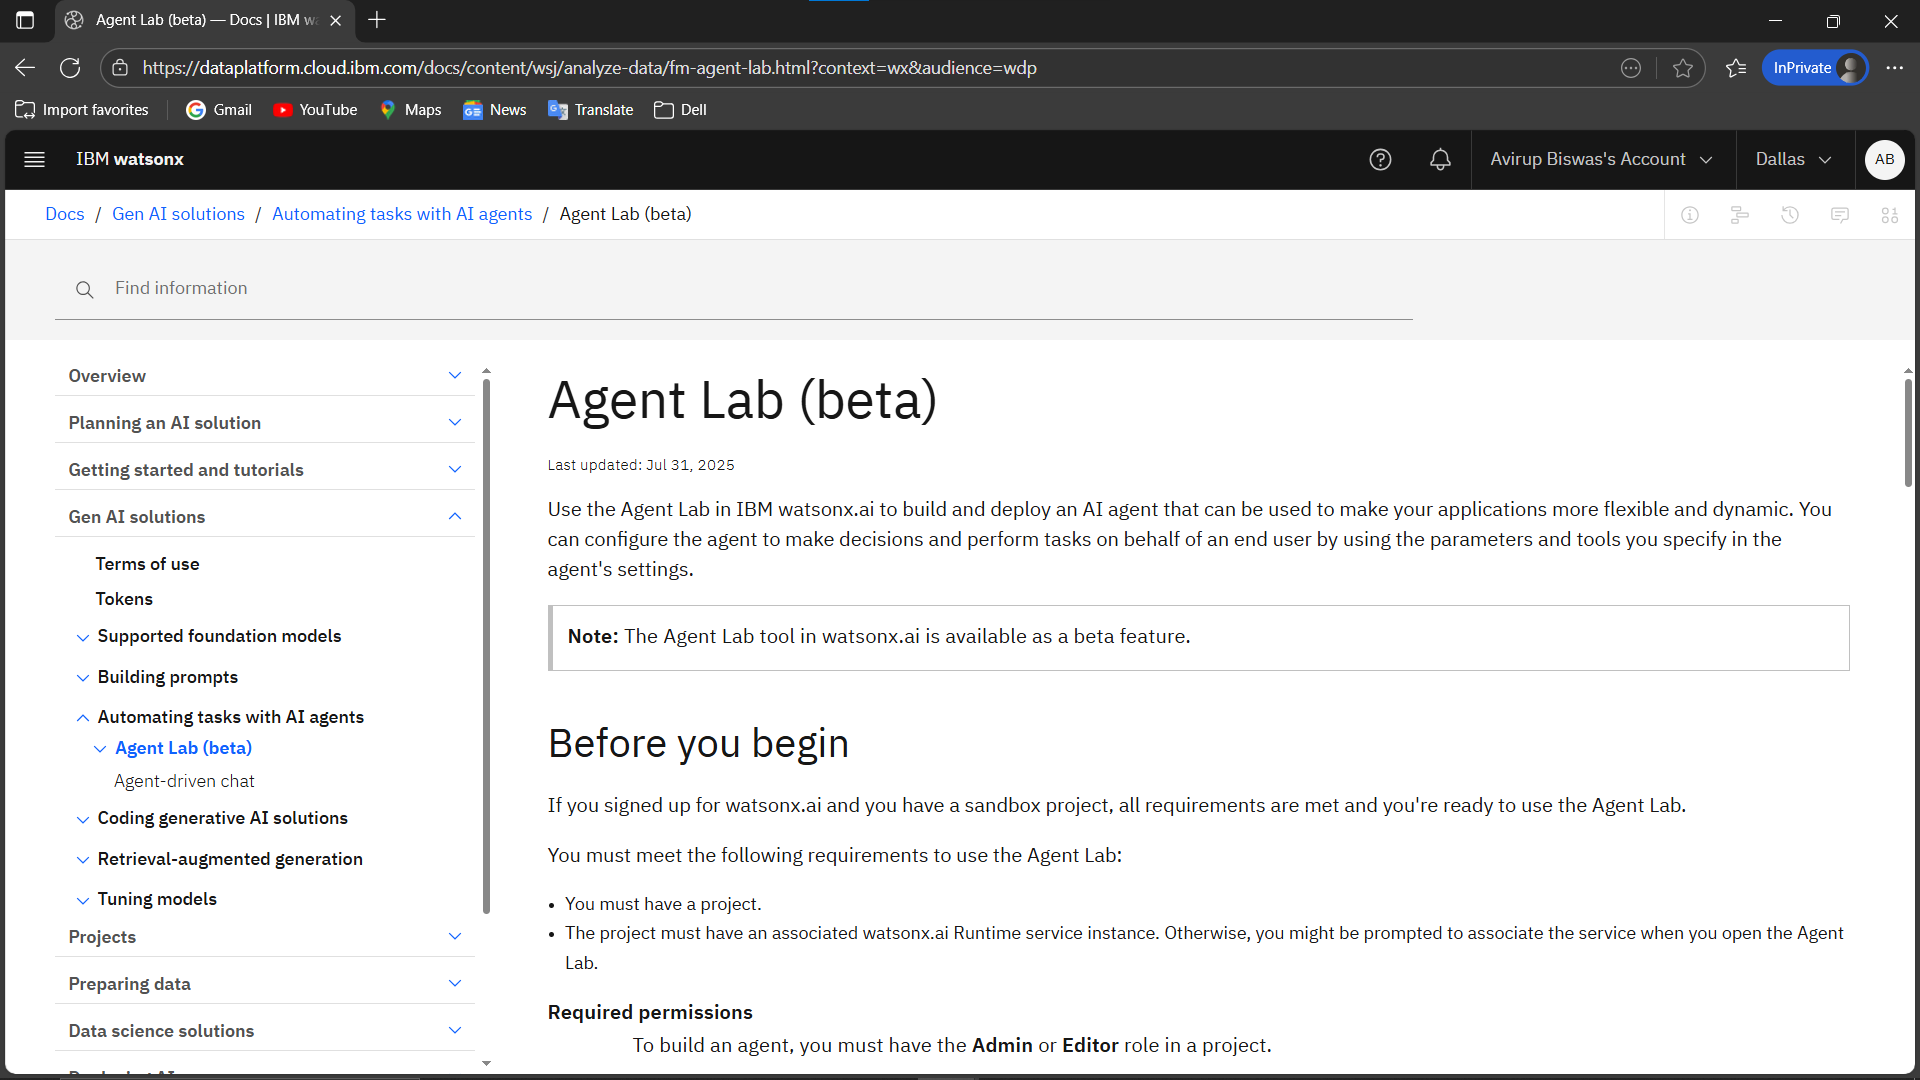 Agent Lab (beta) — Docs | IBM w
https://dataplatform.cloud.ibm.com/docs/content/wsj/analyze-data/fm-agent-lab.html?context=wx&audience=wdp
InPrivate
Import favorites
Gmail
YouTube
Maps
News
Translate
Dell
IBM watsonx
Avirup Biswas's Account
Dallas
AB
Docs / Gen AI solutions / Automating tasks with AI agents / Agent Lab (beta)
Find information
Overview
Planning an AI solution
Getting started and tutorials
Gen AI solutions
Terms of use
Tokens
Supported foundation models
Building prompts
Automating tasks with AI agents
Agent Lab (beta)
Agent-driven chat
Coding generative AI solutions
Retrieval-augmented generation
Tuning models
Projects
Preparing data
Data science solutions
Agent Lab (beta)
Last updated: Jul 31, 2025
Use the Agent Lab in IBM watsonx.ai to build and deploy an AI agent that can be used to make your applications more flexible and dynamic. You
can configure the agent to make decisions and perform tasks on behalf of an end user by using the parameters and tools you specify in the
agent's settings.
Note: The Agent Lab tool in watsonx.ai is available as a beta feature.
Before you begin
If you signed up for watsonx.ai and you have a sandbox project, all requirements are met and you're ready to use the Agent Lab.
You must meet the following requirements to use the Agent Lab:
• You must have a project.
• The project must have an associated watsonx.ai Runtime service instance. Otherwise, you might be prompted to associate the service when you open the Agent
Lab.
Required permissions
To build an agent, you must have the Admin or Editor role in a project.